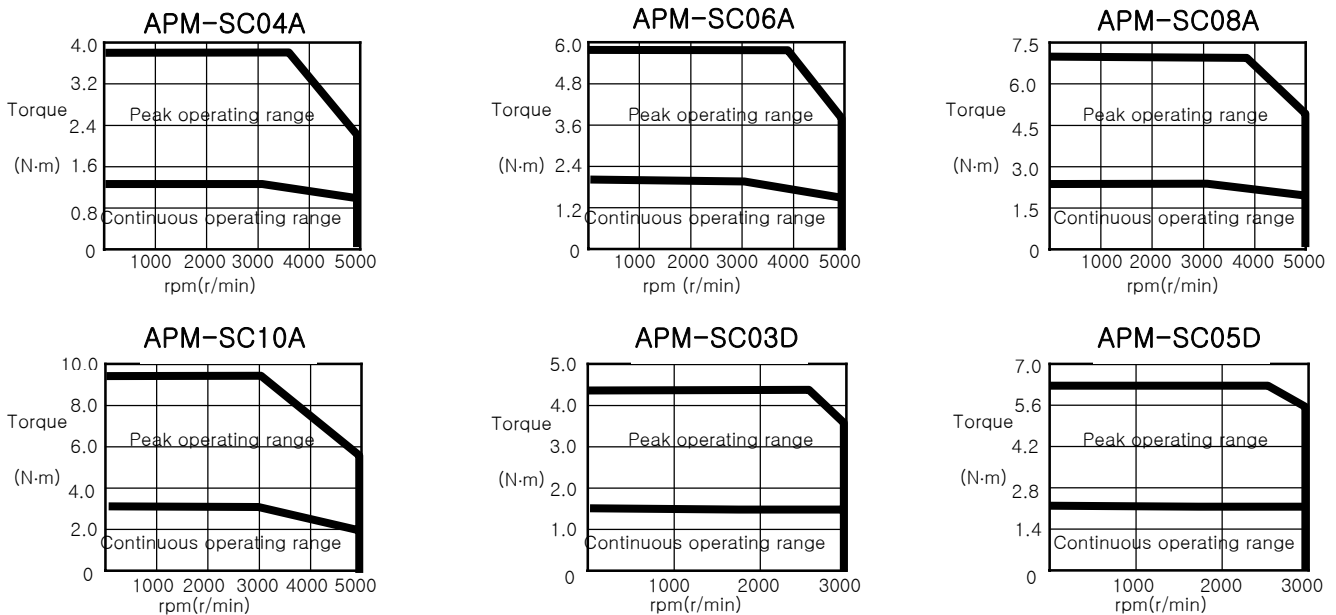 APM-SC04A
4.0
3.2
Torque
Peak operating range
2.4
1.6
(N·m)
0.8
Continuous operating range
0
1000 2000 3000 4000 5000
rpm(r/min)
APM-SC06A
6.0
4.8
Torque
Peak operating range
3.6
2.4
(N·m)
1.2
Continuous operating range
0
1000 2000 3000 4000 5000
rpm (r/min)
APM-SC08A
7.5
6.0
Torque
Peak operating range
4.5
3.0
(N·m)
1.5
Continuous operating range
0
1000 2000 3000 4000 5000
rpm(r/min)
APM-SC10A
10.0
8.0
Torque
6.0
Peak operating range
(N·m)
4.0
2.0
Continuous operating range
0
1000 2000 3000 4000 5000
rpm(r/min)
APM-SC03D
5.0
4.0
Torque
3.0
Peak operating range
(N·m)
2.0
1.0
Continuous operating range
0
1000 2000 3000
rpm(r/min)
APM-SC05D
7.0
5.6
Torque
4.2
Peak operating range
(N·m)
2.8
1.4
Continuous operating range
0
1000 2000 3000
rpm(r/min)